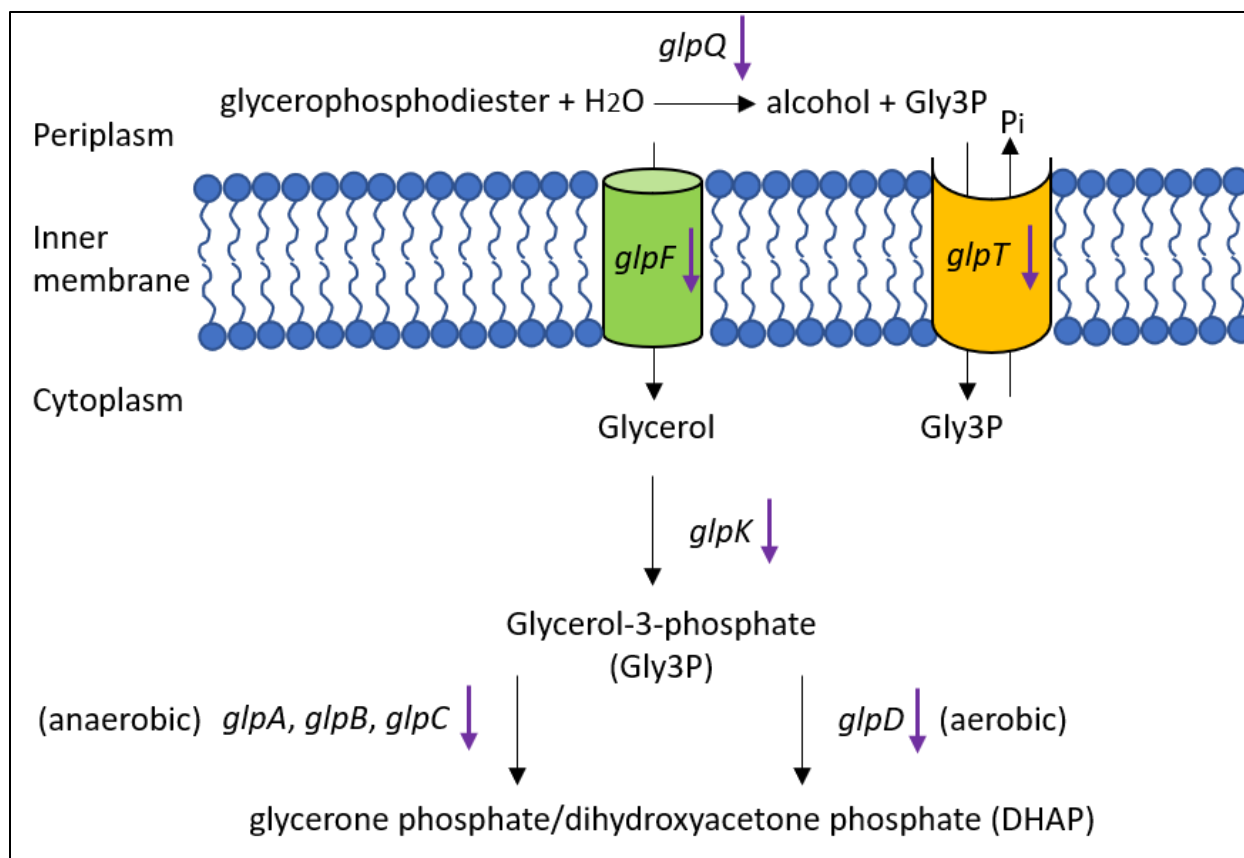 glpQ
glycerophosphodiester + H2O alcohol + Gly3P
Pi
Periplasm
Inner
membrane
glpF
glpT
Cytoplasm
Glycerol
Gly3P
glpK
Glycerol-3-phosphate
(Gly3P)
(anaerobic) glpA, glpB, glpC
glpD (aerobic)
glycerone phosphate/dihydroxyacetone phosphate (DHAP)